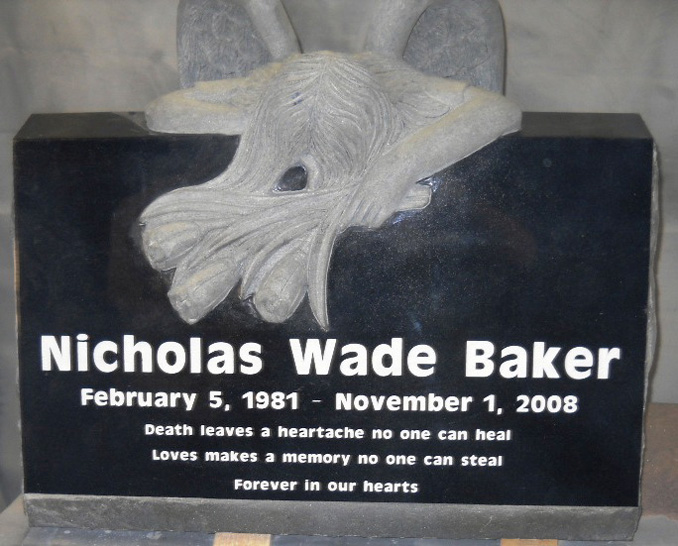 Nicholas Wade Baker
February 5, 1981 - November 1, 2008
Death leaves a heartache no one can heal
Loves makes a memory no one can steal
Forever in our hearts